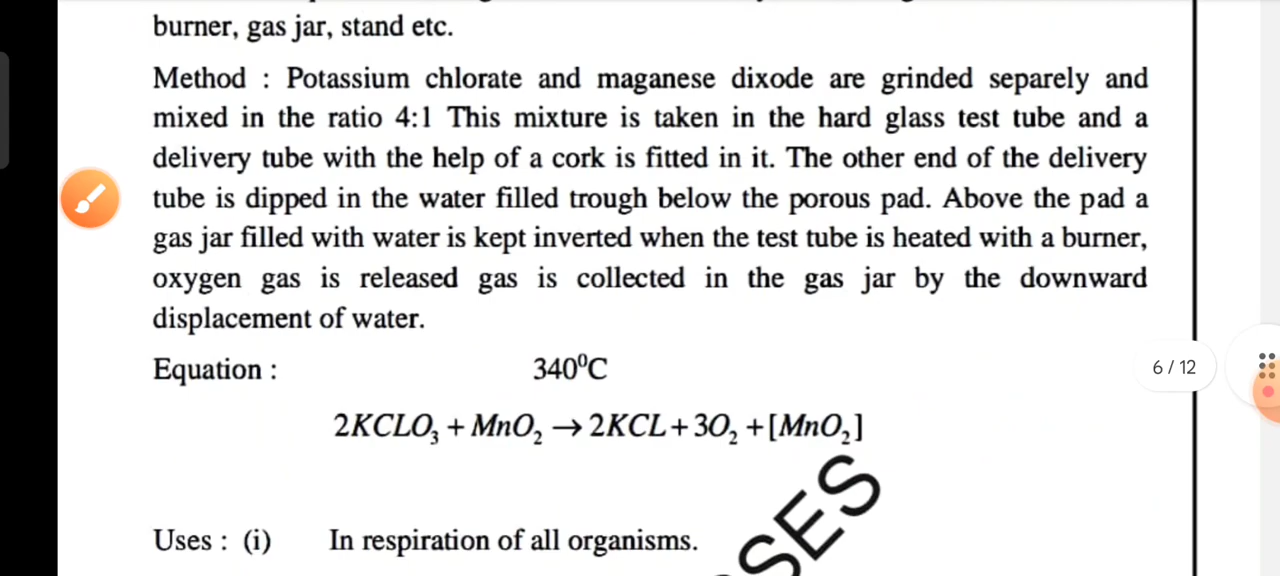 burner, gas jar, stand etc.
Method : Potassium chlorate and maganese dixode are grinded separely and
mixed in the ratio 4:1 This mixture is taken in the hard glass test tube and a
delivery tube with the help of a cork is fitted in it. The other end of the delivery
tube is dipped in the water filled trough below the porous pad. Above the pad a
gas jar filled with water is kept inverted when the test tube is heated with a burner,
oxygen gas is released gas is collected in the gas jar by the downward
displacement of water.
Equation : 340⁰C
6 / 12
2KCLO₃ + MnO₂ → 2KCL + 3O₂ + [MnO₂]
Uses : (i) In respiration of all organisms.
SES